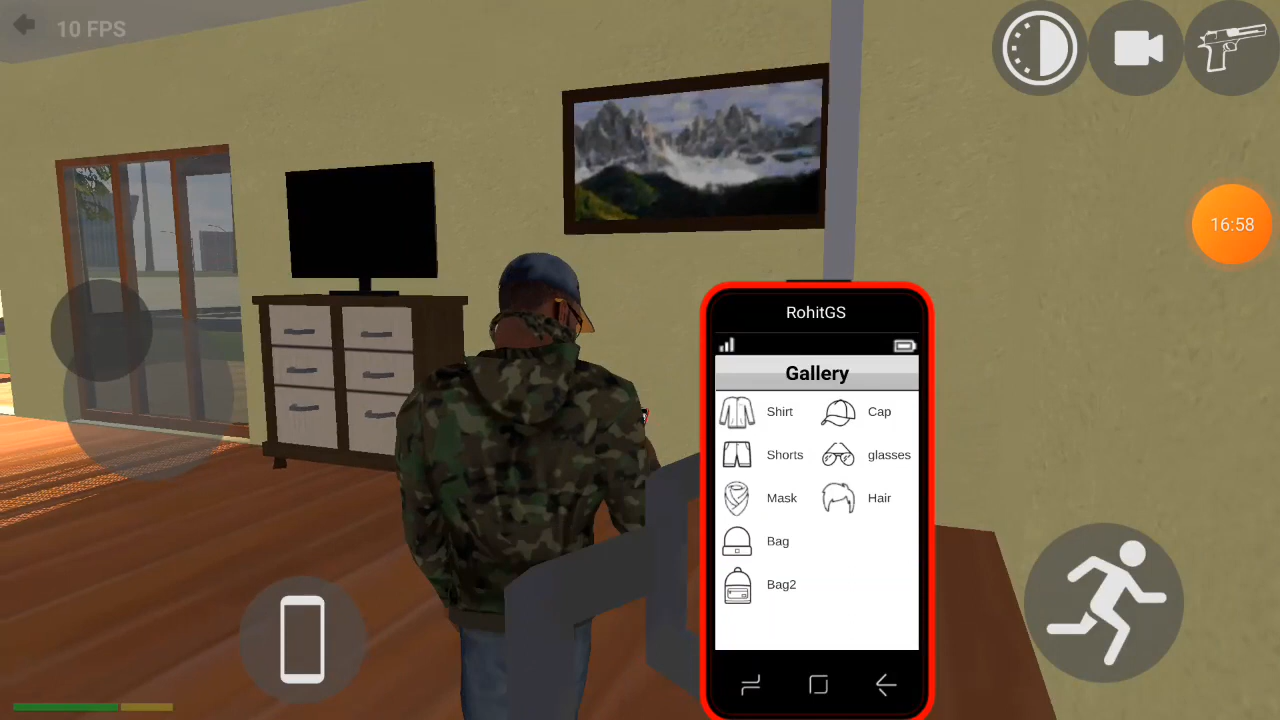 10 FPS
16:58
RohitGS
Gallery
Shirt Cap
Shorts glasses
Mask Hair
Bag
Bag2